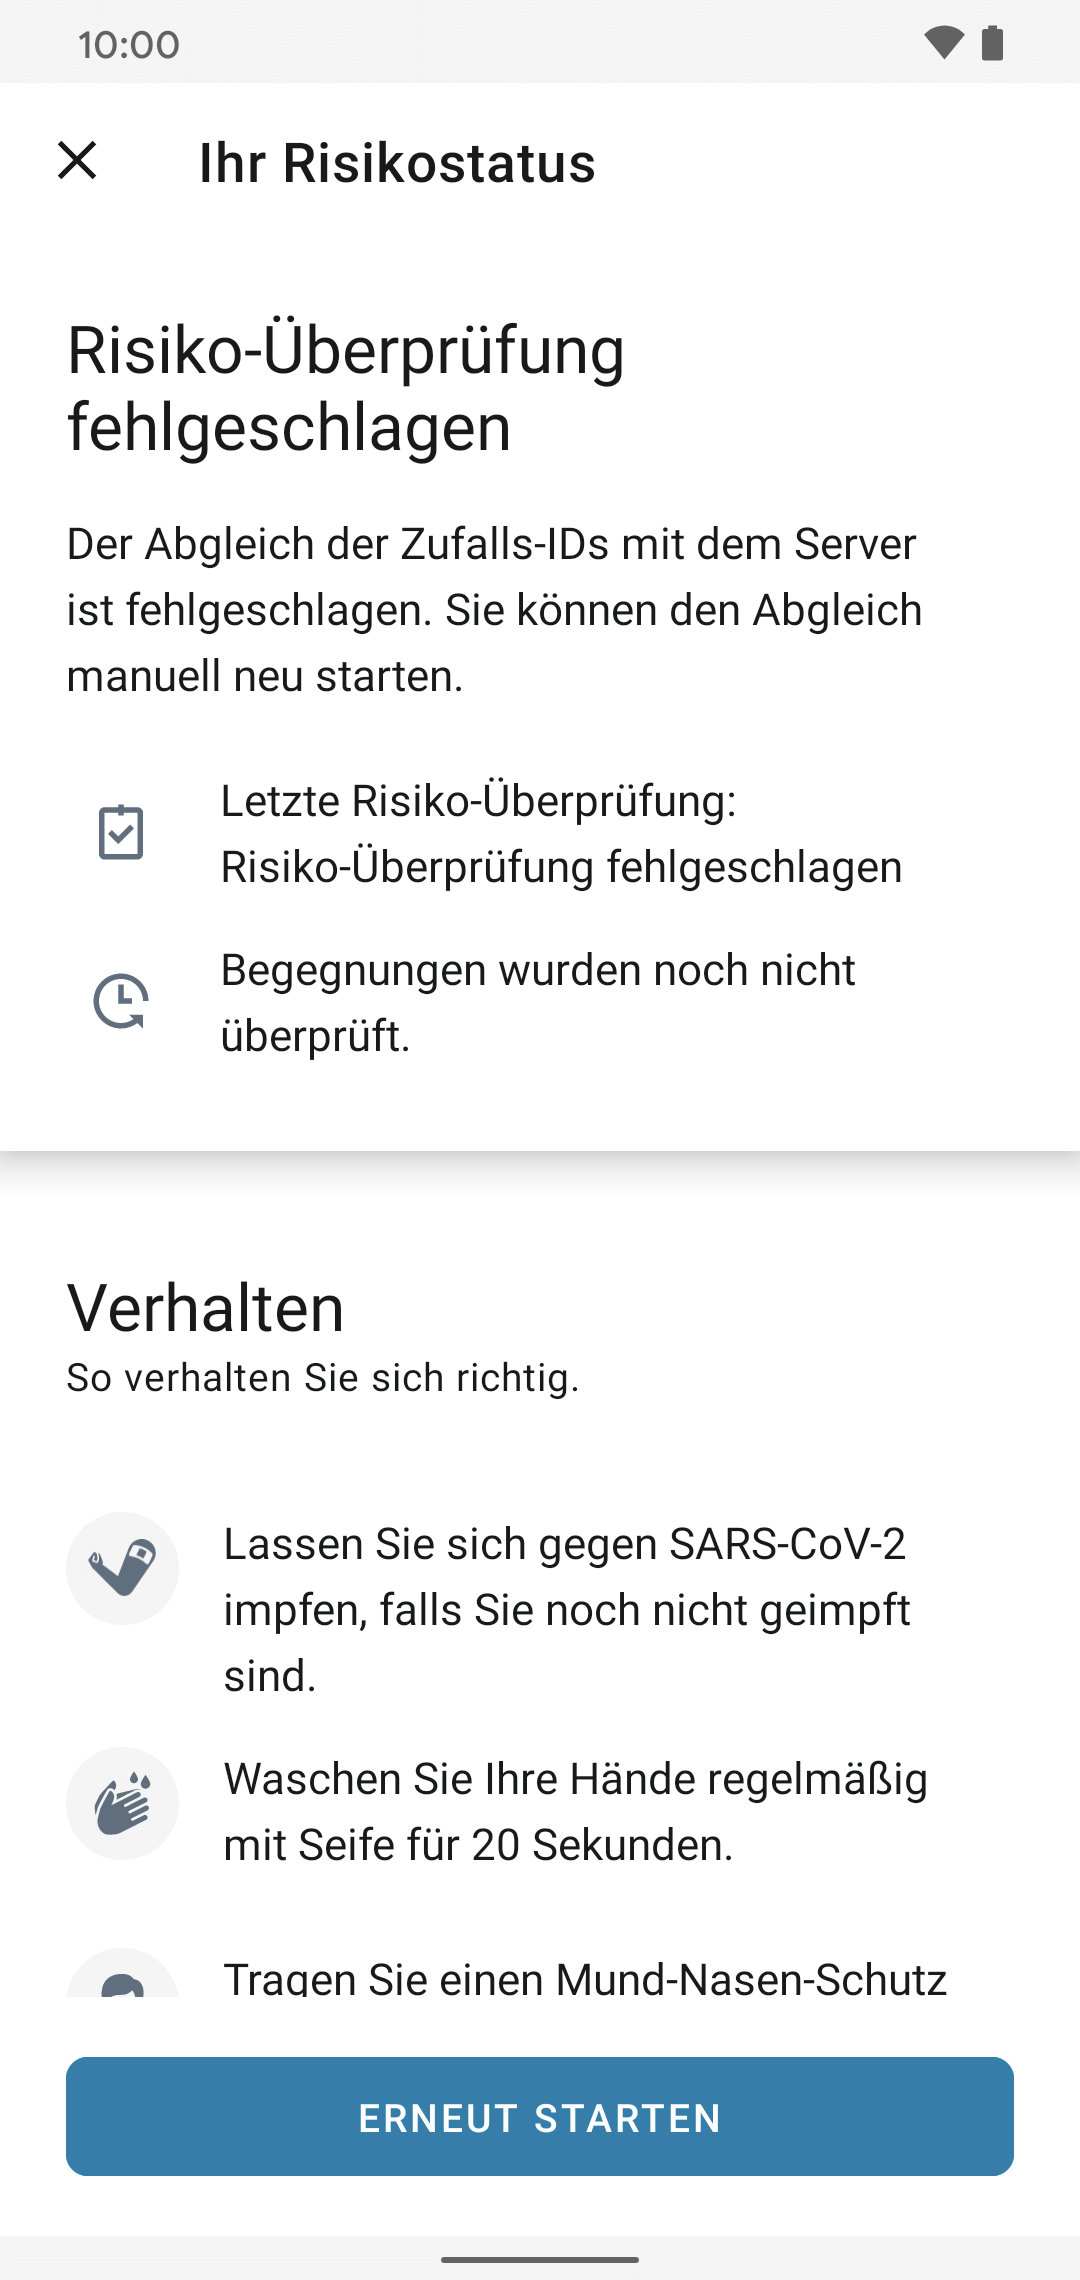 10:00
Ihr Risikostatus
Risiko-Überprüfung
fehlgeschlagen
Der Abgleich der Zufalls-IDs mit dem Server
ist fehlgeschlagen. Sie können den Abgleich
manuell neu starten.
Letzte Risiko-Überprüfung:
Risiko-Überprüfung fehlgeschlagen
Begegnungen wurden noch nicht
überprüft.
Verhalten
So verhalten Sie sich richtig.
Lassen Sie sich gegen SARS-CoV-2
impfen, falls Sie noch nicht geimpft
sind.
Waschen Sie Ihre Hände regelmäßig
mit Seife für 20 Sekunden.
Tragen Sie einen Mund-Nasen-Schutz
ERNEUT STARTEN